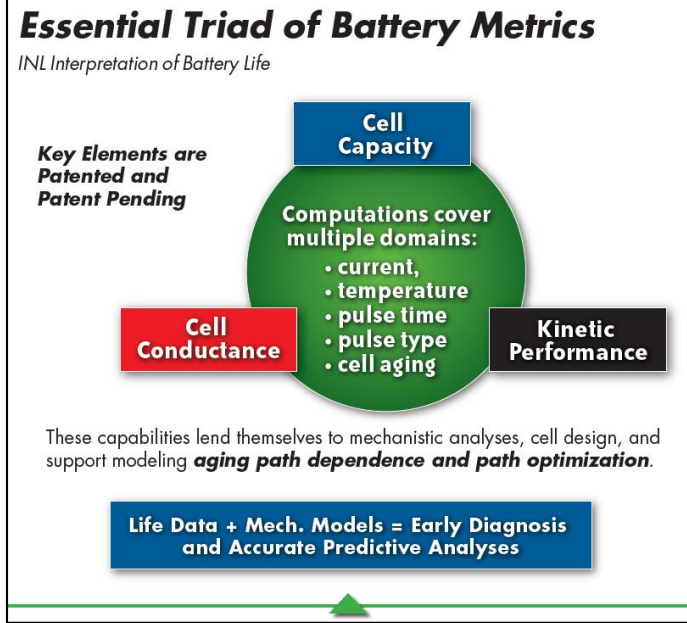 Essential Triad of Battery Metrics
INL Interpretation of Battery Life
Key Elements are
Patented and
Patent Pending
Cell
Capacity
Computations cover
multiple domains:
• current,
• temperature
• pulse time
• pulse type
• cell aging
Cell
Conductance
Kinetic
Performance
These capabilities lend themselves to mechanistic analyses, cell design, and
support modeling aging path dependence and path optimization.
Life Data + Mech. Models = Early Diagnosis
and Accurate Predictive Analyses